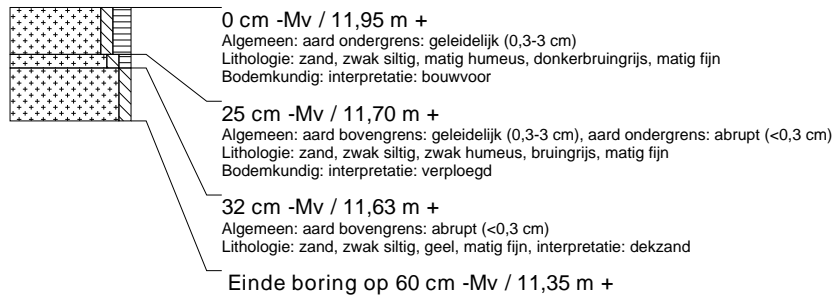 0 cm -Mv / 11,95 m +
Algemeen: aard ondergrens: geleidelijk (0,3-3 cm)
Lithologie: zand, zwak siltig, matig humeus, donkerbruingrijs, matig fijn
Bodemkundig: interpretatie: bouwvoor
25 cm -Mv / 11,70 m +
Algemeen: aard bovengrens: geleidelijk (0,3-3 cm), aard ondergrens: abrupt (<0,3 cm)
Lithologie: zand, zwak siltig, zwak humeus, bruingrijs, matig fijn
Bodemkundig: interpretatie: verploegd
32 cm -Mv / 11,63 m +
Algemeen: aard bovengrens: abrupt (<0,3 cm)
Lithologie: zand, zwak siltig, geel, matig fijn, interpretatie: dekzand
Einde boring op 60 cm -Mv / 11,35 m +